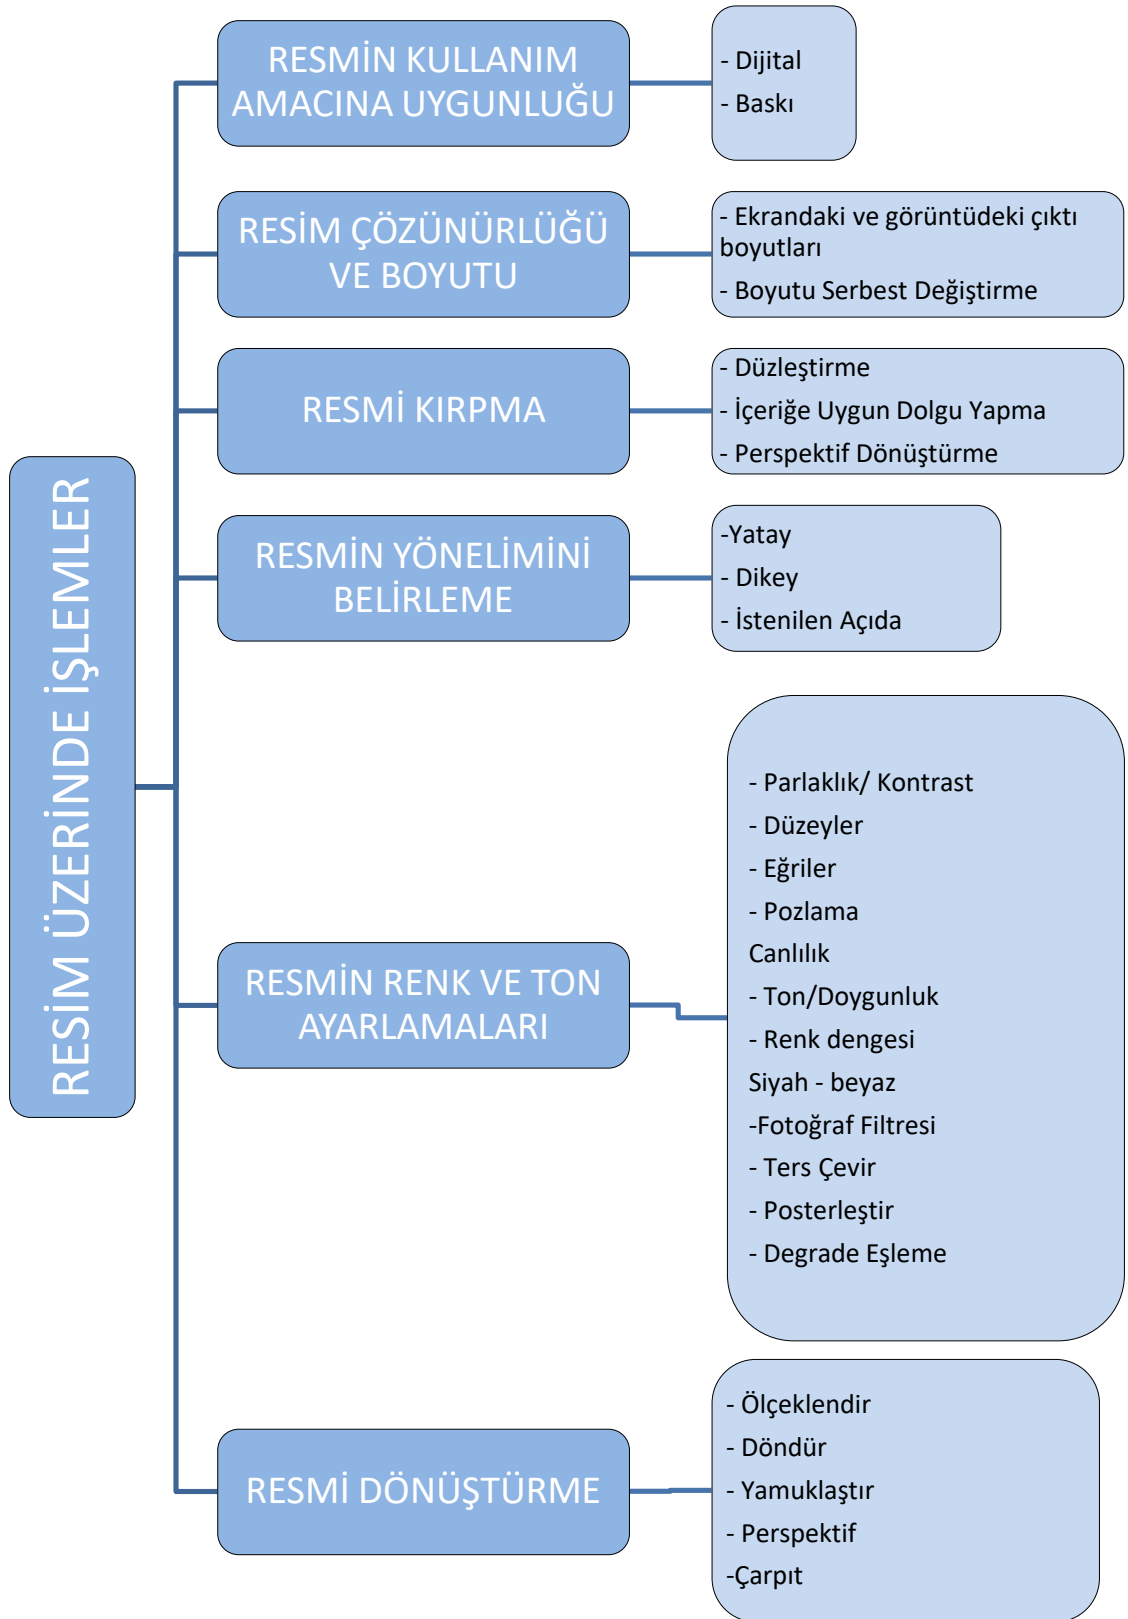 RESİM ÜZERİNDE İŞLEMLER
RESMİN KULLANIM
AMACINA UYGUNLUĞU
- Dijital
- Baskı
RESİM ÇÖZÜNÜRLÜĞÜ
VE BOYUTU
- Ekrandaki ve görüntüdeki çıktı
boyutları
- Boyutu Serbest Değiştirme
RESMİ KIRPMA
- Düzleştirme
- İçeriğe Uygun Dolgu Yapma
- Perspektif Dönüştürme
RESMİN YÖNELİMİNİ
BELİRLEME
-Yatay
- Dikey
- İstenilen Açıda
RESMİN RENK VE TON
AYARLAMALARI
- Parlaklık/ Kontrast
- Düzeyler
- Eğriler
- Pozlama
Canlılık
- Ton/Doygunluk
- Renk dengesi
Siyah - beyaz
-Fotoğraf Filtresi
- Ters Çevir
- Posterleştir
- Degrade Eşleme
RESMİ DÖNÜŞTÜRME
- Ölçeklendir
- Döndür
- Yamuklaştır
- Perspektif
-Çarpıt